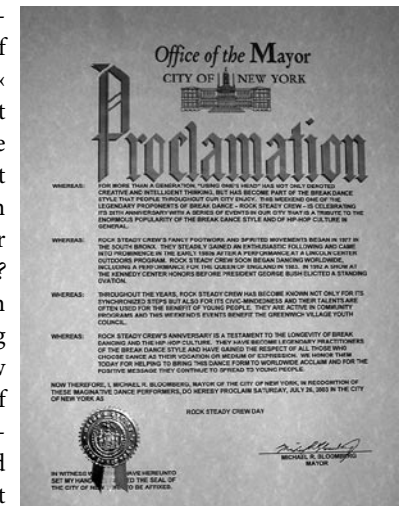 Office of the Mayor
CITY OF NEW YORK
Proclamation
WHEREAS: FOR MORE THAN A GENERATION, "USING ONE'S HEAD" HAS NOT ONLY DENOTED
CREATIVE AND INTELLIGENT THINKING, BUT HAS BECOME PART OF THE BREAK DANCE
STYLE THAT PEOPLE THROUGHOUT OUR CITY ENJOY. THIS WEEKEND ONE OF THE
LEGENDARY PROPONENTS OF BREAK DANCE - ROCK STEADY CREW - IS CELEBRATING
ITS 26TH ANNIVERSARY WITH A SERIES OF EVENTS IN OUR CITY THAT IS A TRIBUTE TO THE
ENORMOUS POPULARITY OF THE BREAK DANCE STYLE AND OF HIP-HOP CULTURE IN
GENERAL.
WHEREAS: ROCK STEADY CREW'S FANCY FOOTWORK AND SPIRITED MOVEMENTS BEGAN IN 1977 IN
THE SOUTH BRONX. THEY STEADILY GAINED AN ENTHUSIASTIC FOLLOWING AND CAME
INTO PROMINENCE IN THE EARLY 1980s AFTER A PERFORMANCE AT A LINCOLN CENTER
OUTDOORS PROGRAM. ROCK STEADY CREW SOON BEGAN DANCING WORLDWIDE,
INCLUDING A PERFORMANCE FOR THE QUEEN OF ENGLAND IN 1983. IN 1992 A SHOW AT
THE KENNEDY CENTER HONORS BEFORE PRESIDENT GEORGE BUSH ELICITED A STANDING
OVATION.
WHEREAS: THROUGHOUT THE YEARS, ROCK STEADY CREW HAS BECOME KNOWN NOT ONLY FOR ITS
SYNCHRONIZED STEPS BUT ALSO FOR ITS CIVIC-MINDEDNESS AND THEIR TALENTS ARE
OFTEN USED FOR THE BENEFIT OF YOUNG PEOPLE. THEY ARE ACTIVE IN COMMUNITY
PROGRAMS AND THIS WEEKENDS EVENTS BENEFIT THE GREENWICH VILLAGE YOUTH
COUNCIL.
WHEREAS: ROCK STEADY CREW'S ANNIVERSARY IS A TESTAMENT TO THE LONGEVITY OF BREAK
DANCING AND THE HIP-HOP CULTURE. THEY HAVE BECOME LEGENDARY PRACTITIONERS
OF THE BREAK DANCE STYLE AND HAVE GAINED THE RESPECT OF ALL THOSE WHO
CHOOSE DANCE AS THEIR VOCATION OR MEDIUM OF EXPRESSION. WE HONOR THEM
TODAY FOR HELPING TO BRING THIS DANCE FORM TO WORLDWIDE ACCLAIM AND FOR THE
POSITIVE MESSAGE THEY CONTINUE TO SPREAD TO YOUNG PEOPLE.
NOW THEREFORE, I, MICHAEL R. BLOOMBERG, MAYOR OF THE CITY OF NEW YORK, IN RECOGNITION OF
THESE IMAGINATIVE DANCE PERFORMERS, DO HEREBY PROCLAIM SATURDAY, JULY 26, 2003 IN THE CITY
OF NEW YORK AS
ROCK STEADY CREW DAY
MICHAEL R. BLOOMBERG
MAYOR
IN WITNESS HAVE HEREUNTO
SET MY HAND THE SEAL OF
THE CITY OF TO BE AFFIXED.